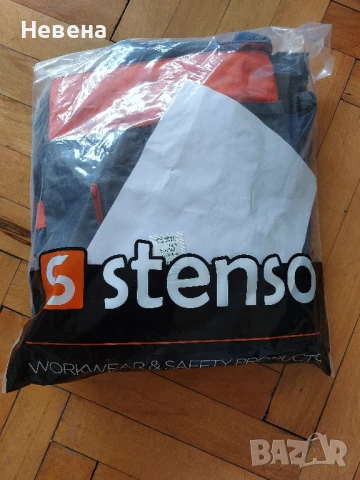 Невена
S stenso
WORKWEAR & SAFETY PRODUCTS
BAZAR